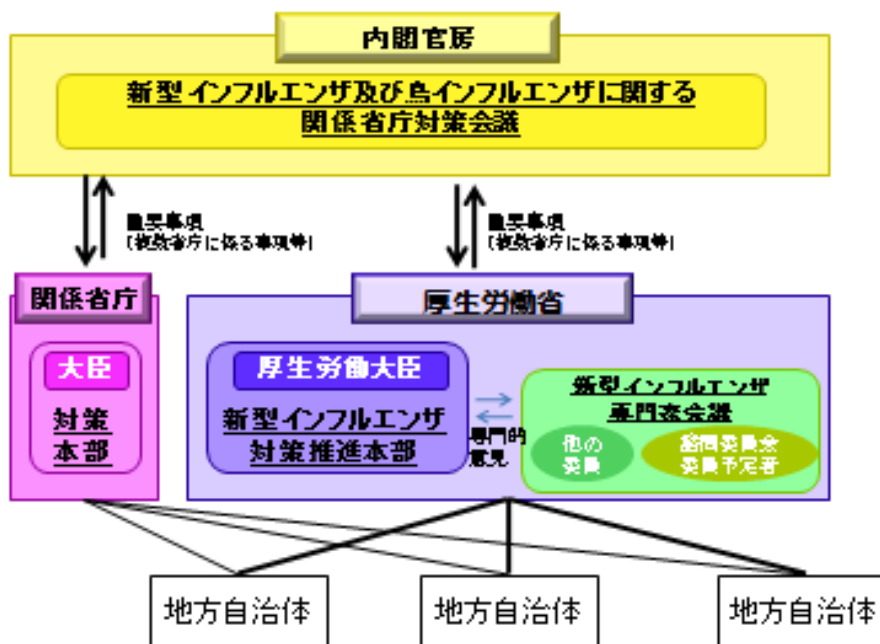 内閣官房
新型インフルエンザ及び鳥インフルエンザに関する
関係省庁対策会議
重要事項
(複数省庁に係る事項等)
重要事項
(複数省庁に係る事項等)
関係省庁
大臣
対策
本部
厚生労働省
厚生労働大臣
新型インフルエンザ
対策推進本部
専門的
意見
新型インフルエンザ
専門家会議
他の
委員
諮問委員会
委員予定者
地方自治体
地方自治体
地方自治体